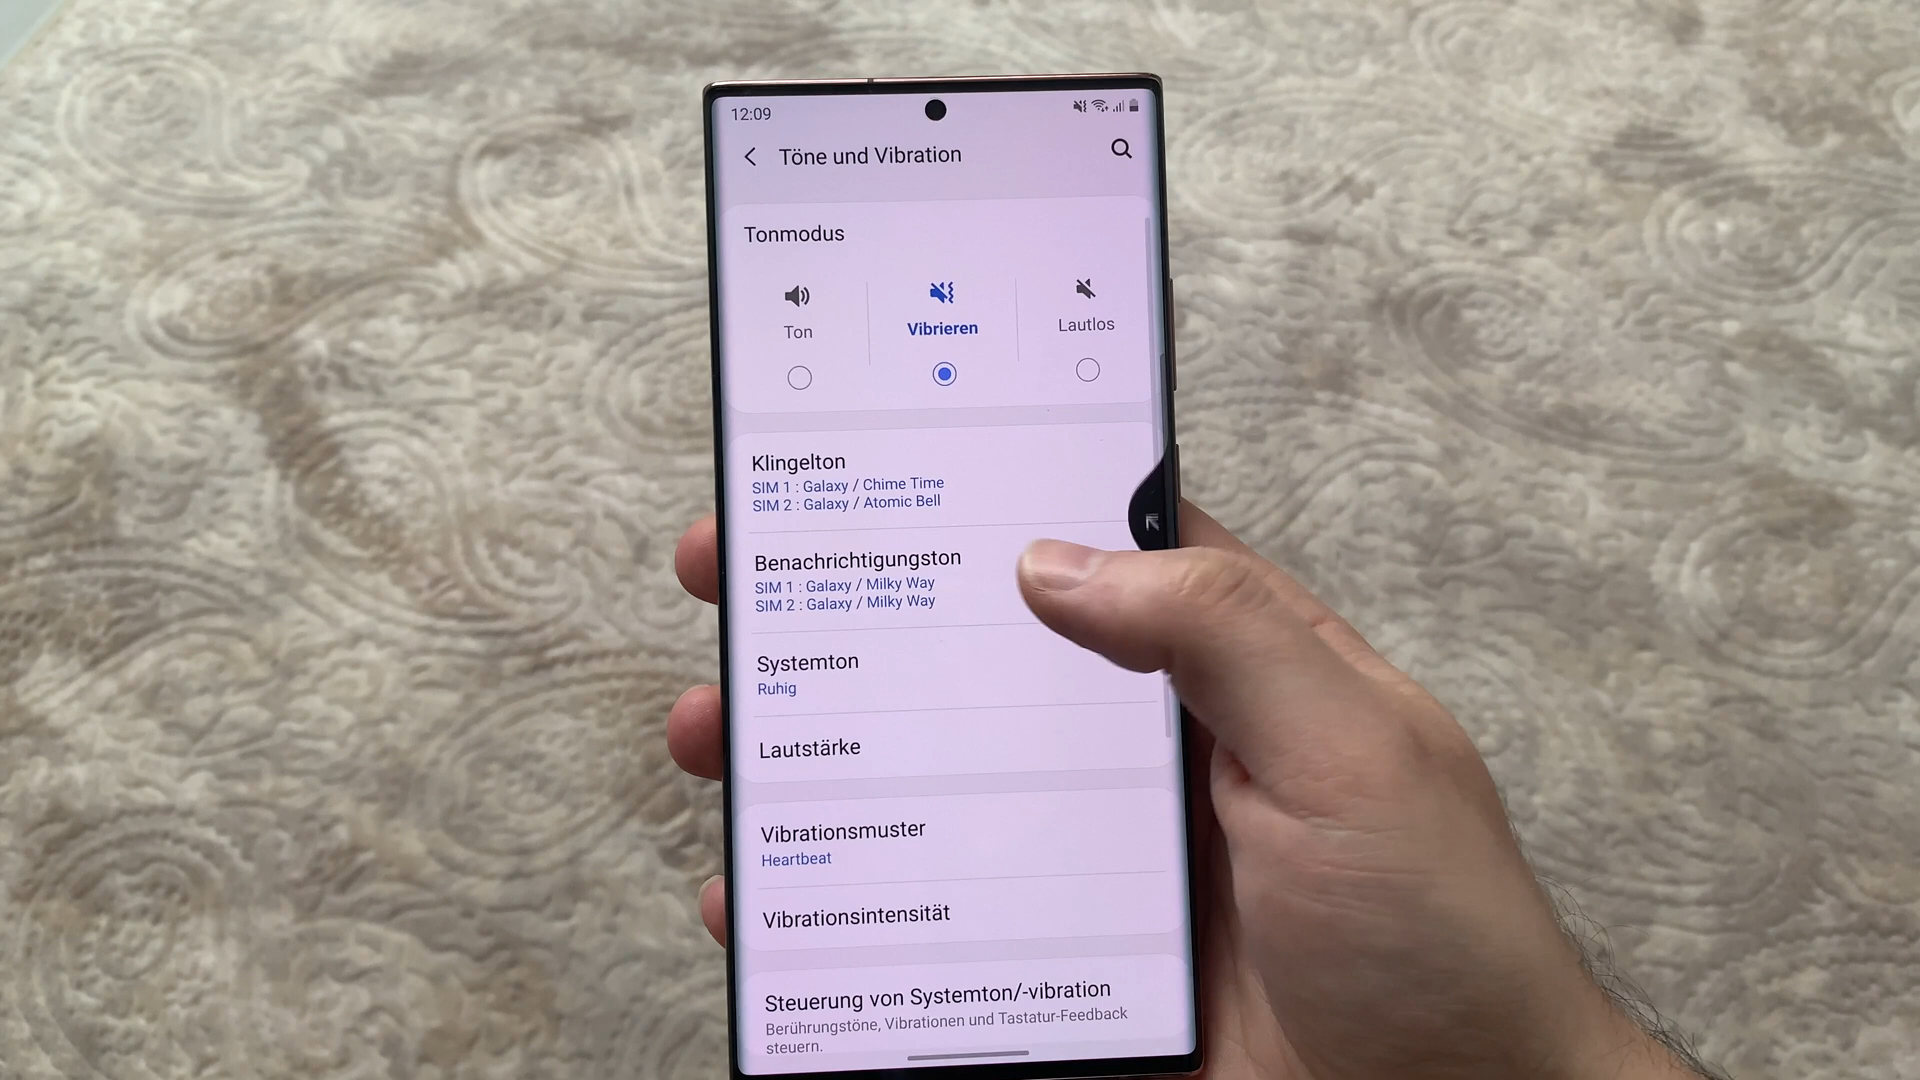 12:09
Töne und Vibration
Tonmodus
Ton
Vibrieren
Lautlos
Klingelton
SIM 1 : Galaxy / Chime Time
SIM 2 : Galaxy / Atomic Bell
Benachrichtigungston
SIM 1 : Galaxy / Milky Way
SIM 2 : Galaxy / Milky Way
Systemton
Ruhig
Lautstärke
Vibrationsmuster
Heartbeat
Vibrationsintensität
Steuerung von Systemton/-vibration
Berührungstöne, Vibrationen und Tastatur-Feedback
steuern.